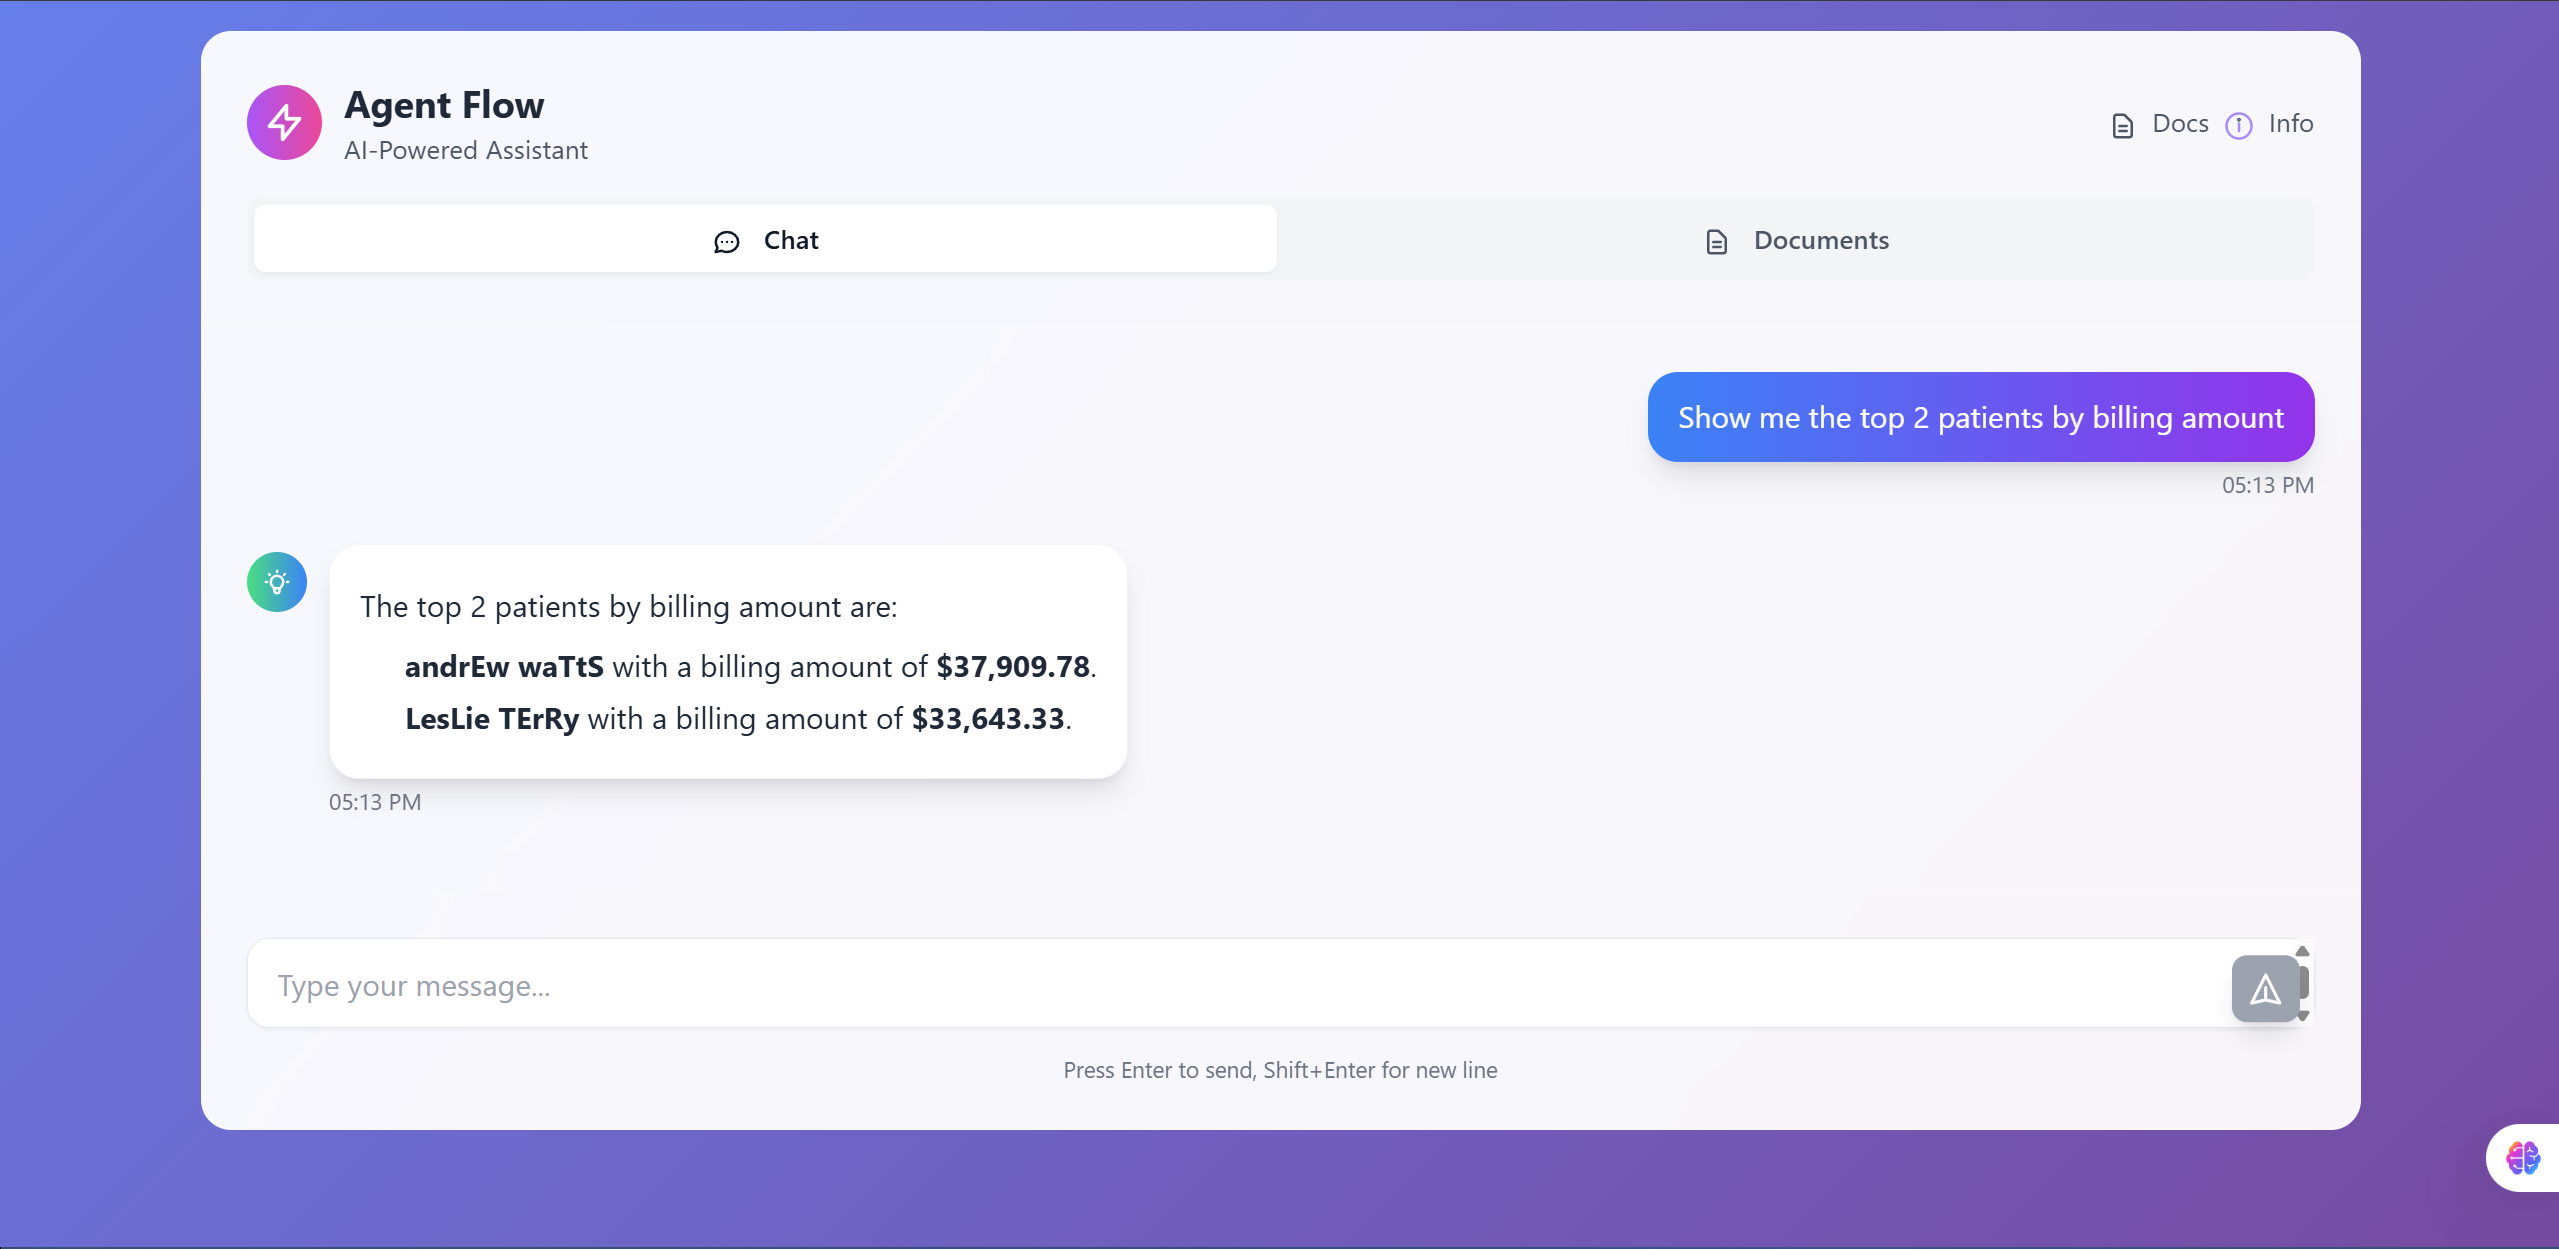 Agent Flow
AI-Powered Assistant
Docs
Info
Chat
Documents
Show me the top 2 patients by billing amount
05:13 PM
The top 2 patients by billing amount are:
andrEw waTtS with a billing amount of $37,909.78.
LesLie TErRy with a billing amount of $33,643.33.
05:13 PM
Type your message...
Press Enter to send, Shift+Enter for new line